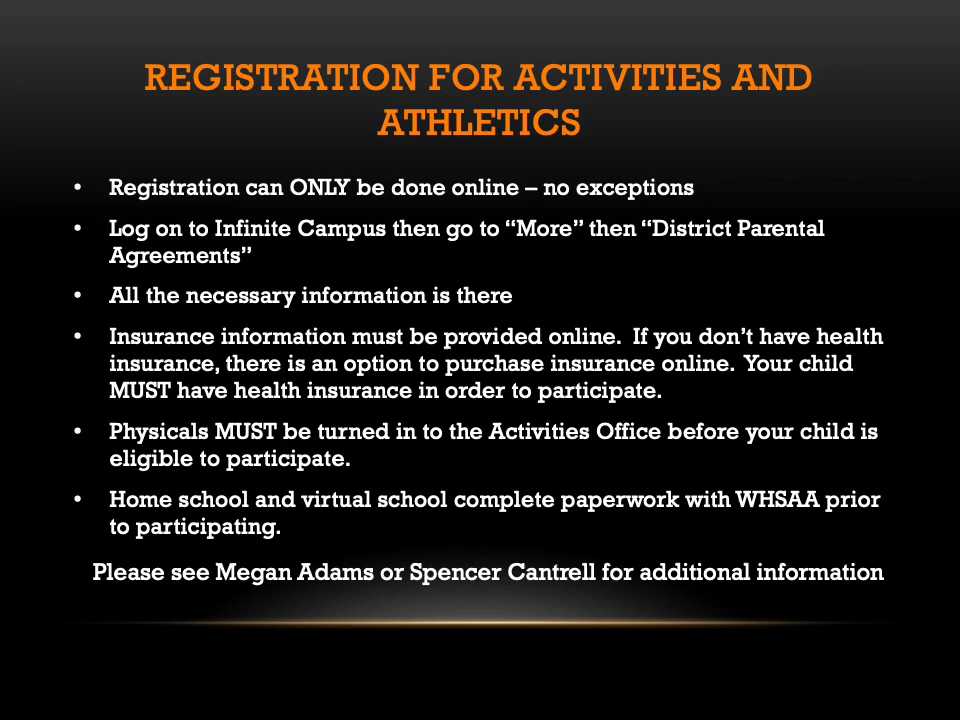 REGISTRATION FOR ACTIVITIES AND
ATHLETICS
• Registration can ONLY be done online – no exceptions
• Log on to Infinite Campus then go to “More” then “District Parental
Agreements”
• All the necessary information is there
• Insurance information must be provided online.  If you don’t have health
insurance, there is an option to purchase insurance online.  Your child
MUST have health insurance in order to participate.
• Physicals MUST be turned in to the Activities Office before your child is
eligible to participate.
• Home school and virtual school complete paperwork with WHSAA prior
to participating.
Please see Megan Adams or Spencer Cantrell for additional information